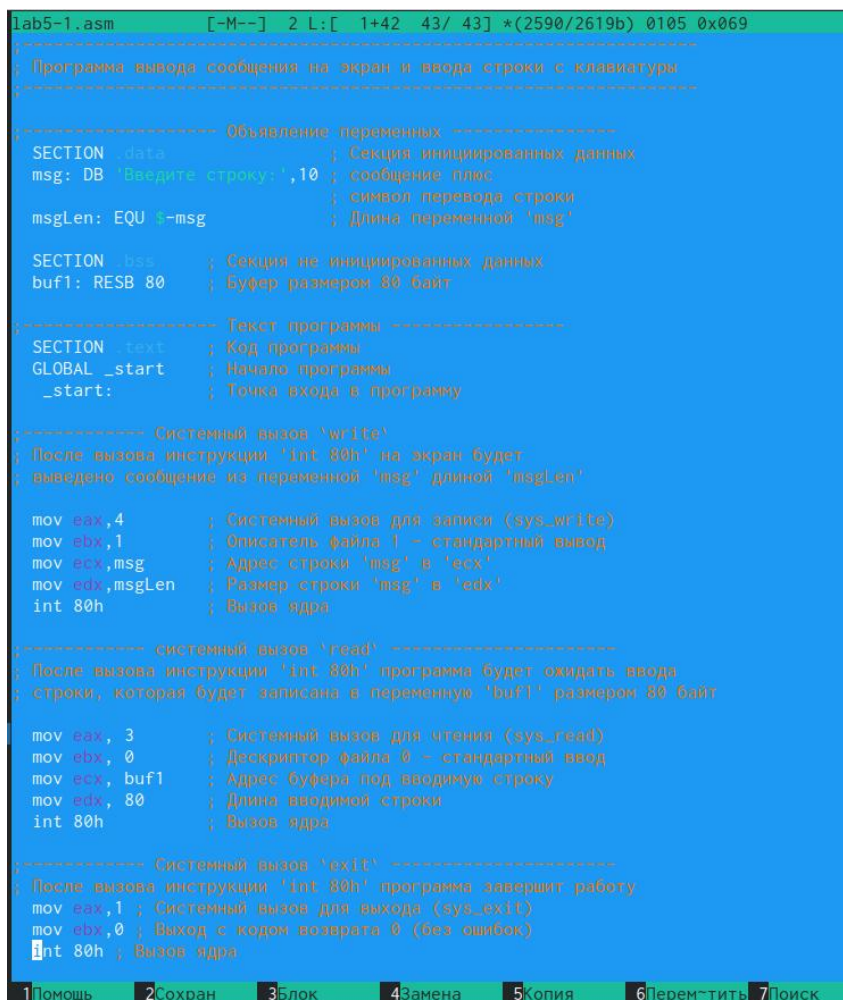 lab5-1.asm [-M--] 2 L:[ 1+42 43/ 43] *(2590/2619b) 0105 0x069
;------------------------------------------------------------------
; Программа вывода сообщения на экран и ввода строки с клавиатуры
;------------------------------------------------------------------
;------------------- Объявление переменных ----------------
SECTION .data ; Секция инициированных данных
msg: DB 'Введите строку:',10 ; сообщение плюс
; символ перевода строки
msgLen: EQU $-msg ; Длина переменной 'msg'
SECTION .bss ; Секция не инициированных данных
buf1: RESB 80 ; Буфер размером 80 байт
;------------------- Текст программы -----------------
SECTION .text ; Код программы
GLOBAL _start ; Начало программы
_start: ; Точка входа в программу
;------------ Системный вызов `write`
; После вызова инструкции 'int 80h' на экран будет
; выведено сообщение из переменной 'msg' длиной 'msgLen'
mov eax,4 ; Системный вызов для записи (sys_write)
mov ebx,1 ; Описатель файла 1 - стандартный вывод
mov ecx,msg ; Адрес строки 'msg' в 'ecx'
mov edx,msgLen ; Размер строки 'msg' в 'edx'
int 80h ; Вызов ядра
;------------ системный вызов `read` ----------------------
; После вызова инструкции 'int 80h' программа будет ожидать ввода
; строки, которая будет записана в переменную 'buf1' размером 80 байт
mov eax, 3 ; Системный вызов для чтения (sys_read)
mov ebx, 0 ; Дескриптор файла 0 - стандартный ввод
mov ecx, buf1 ; Адрес буфера под вводимую строку
mov edx, 80 ; Длина вводимой строки
int 80h ; Вызов ядра
;------------ Системный вызов `exit` ----------------------
; После вызова инструкции 'int 80h' программа завершит работу
mov eax,1 ; Системный вызов для выхода (sys_exit)
mov ebx,0 ; Выход с кодом возврата 0 (без ошибок)
int 80h ; Вызов ядра
1Помощь 2Сохран 3Блок 4Замена 5Копия 6Перем~тить 7Поиск